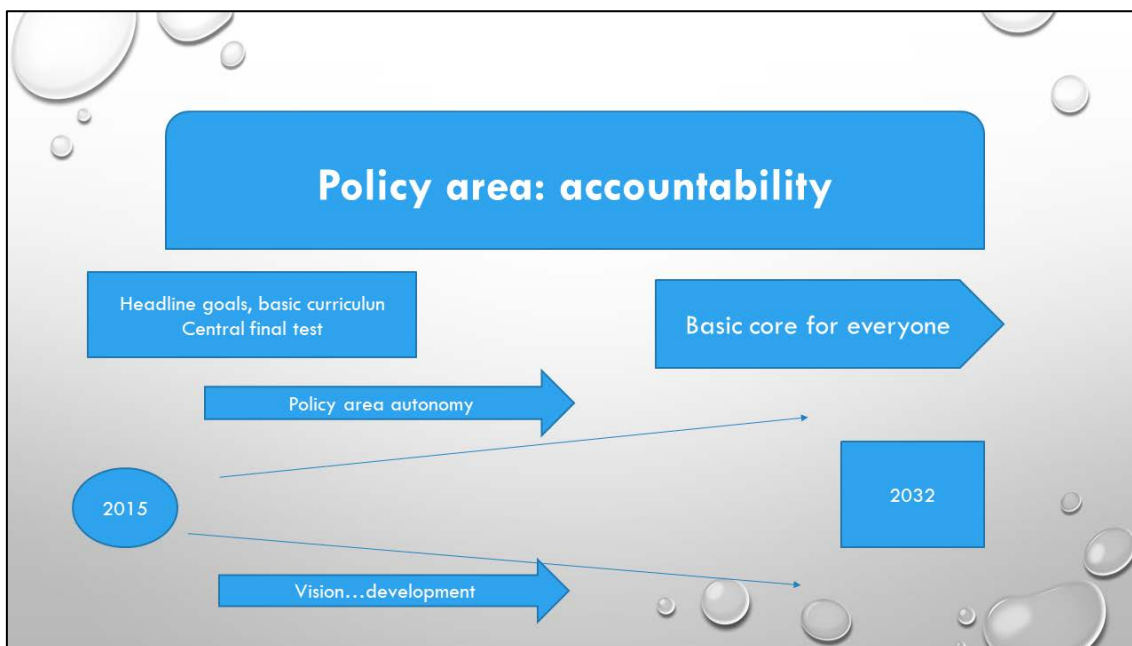 Policy area: accountability
Headline goals, basic curriculun
Central final test
Basic core for everyone
Policy area autonomy
2015
2032
Vision...development